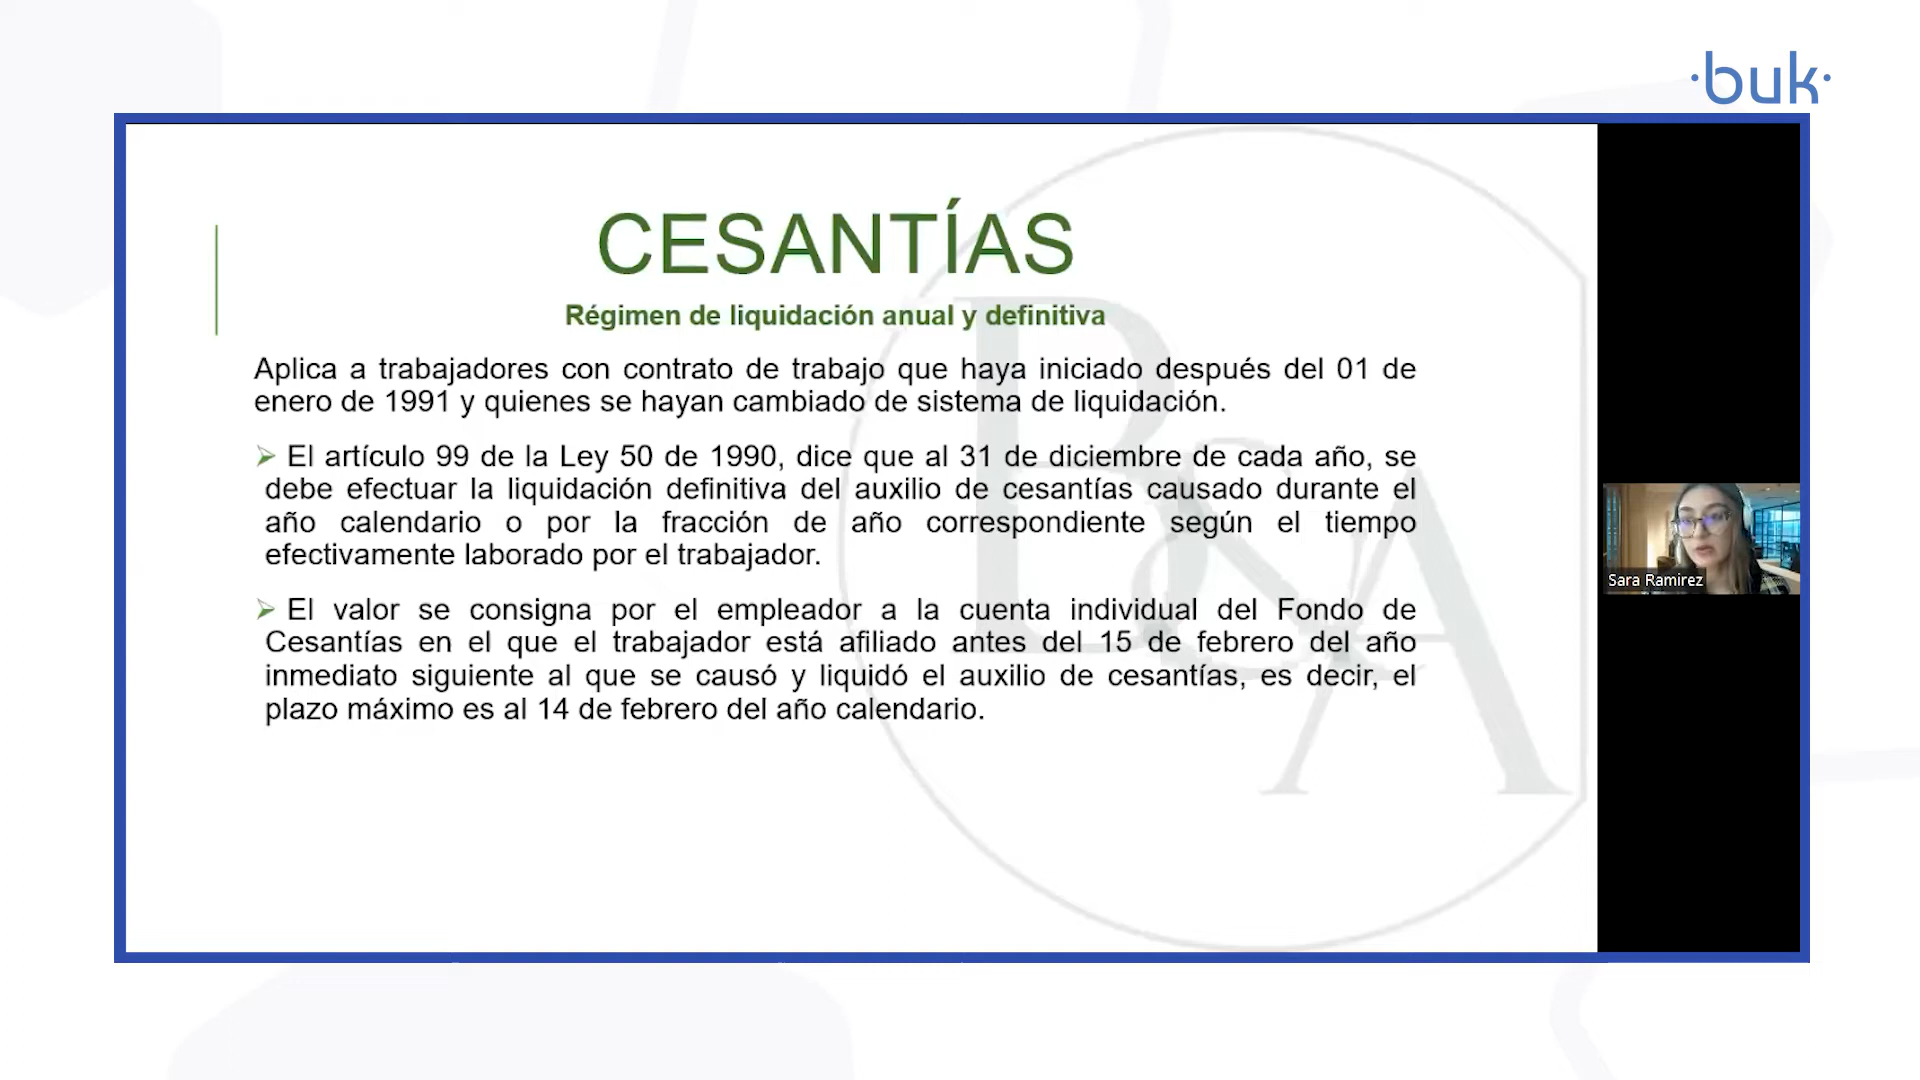 ·buk·
CESANTÍAS
Régimen de liquidación anual y definitiva
Aplica a trabajadores con contrato de trabajo que haya iniciado después del 01 de
enero de 1991 y quienes se hayan cambiado de sistema de liquidación.
➢ El artículo 99 de la Ley 50 de 1990, dice que al 31 de diciembre de cada año, se
debe efectuar la liquidación definitiva del auxilio de cesantías causado durante el
año calendario o por la fracción de año correspondiente según el tiempo
efectivamente laborado por el trabajador.
➢ El valor se consigna por el empleador a la cuenta individual del Fondo de
Cesantías en el que el trabajador está afiliado antes del 15 de febrero del año
inmediato siguiente al que se causó y liquidó el auxilio de cesantías, es decir, el
plazo máximo es al 14 de febrero del año calendario.
B&A
Sara Ramirez